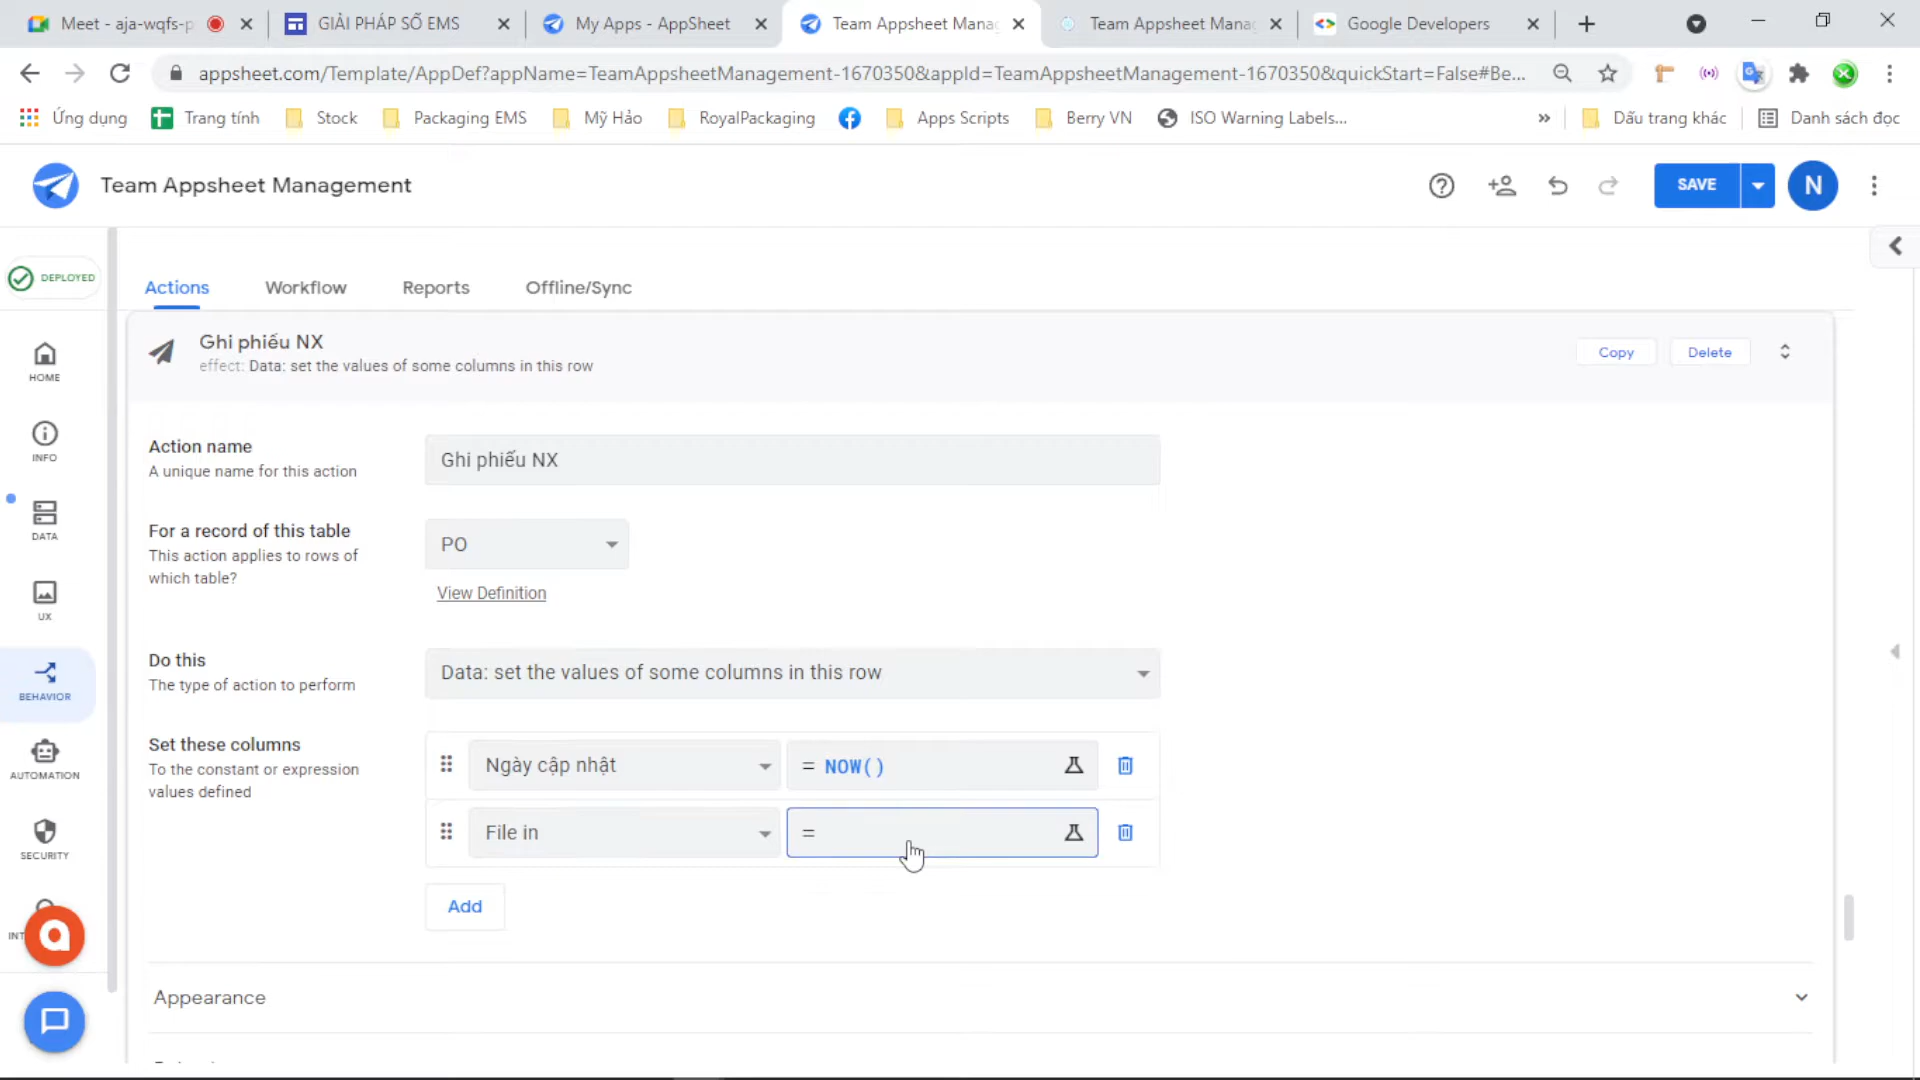 Meet - aja-wqfs-p
GIẢI PHÁP SỐ EMS
My Apps - AppSheet
Team Appsheet Mana
Team Appsheet Mana
Google Developers
appsheet.com/Template/AppDef?appName=TeamAppsheetManagement-1670350&appId=TeamAppsheetManagement-1670350&quickStart=False#Be...
Ứng dụng
Trang tính
Stock
Packaging EMS
Mỹ Hảo
RoyalPackaging
Apps Scripts
Berry VN
ISO Warning Labels...
»
Dấu trang khác
Danh sách đọc
Team Appsheet Management
SAVE
N
DEPLOYED
Actions
Workflow
Reports
Offline/Sync
Ghi phiếu NX
effect: Data: set the values of some columns in this row
Copy
Delete
HOME
INFO
DATA
UX
BEHAVIOR
AUTOMATION
SECURITY
INT
Action name
A unique name for this action
Ghi phiếu NX
For a record of this table
This action applies to rows of
which table?
PO
View Definition
Do this
The type of action to perform
Data: set the values of some columns in this row
Set these columns
To the constant or expression
values defined
Ngày cập nhật
= NOW()
File in
=
Add
Appearance